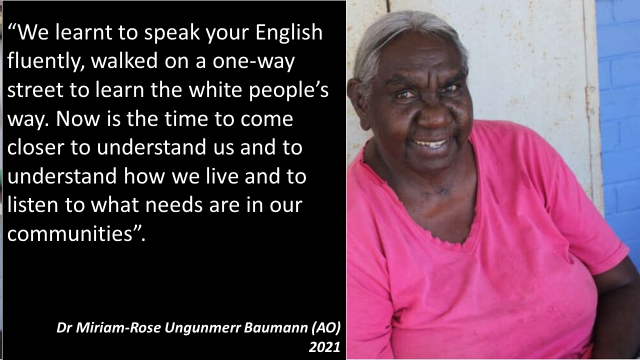 “We learnt to speak your English
fluently, walked on a one-way
street to learn the white people’s
way. Now is the time to come
closer to understand us and to
understand how we live and to
listen to what needs are in our
communities”.
Dr Miriam-Rose Ungunmerr Baumann (AO)
2021